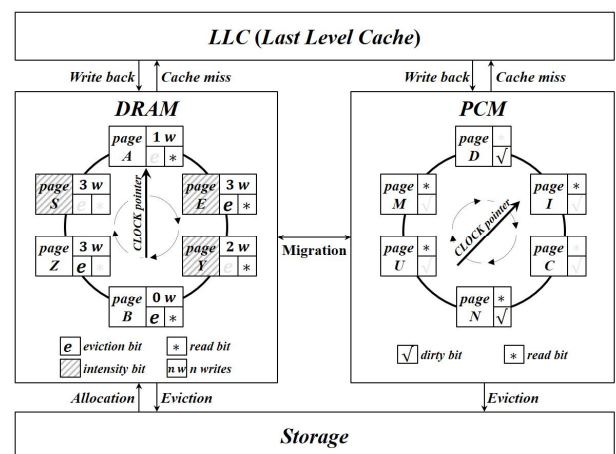 LLC (Last Level Cache)
Write back
Cache miss
Write back
Cache miss
DRAM
page A 1 w e *
page S 3 w e *
page E 3 w e *
page Z 3 w e *
page Y 2 w e *
page B 0 w e *
CLOCK pointer
e eviction bit
* read bit
intensity bit
n w n writes
Migration
PCM
page D * √
page M * √
page I * √
page U * √
page C * √
page N * √
CLOCK pointer
√ dirty bit
* read bit
Allocation
Eviction
Eviction
Storage